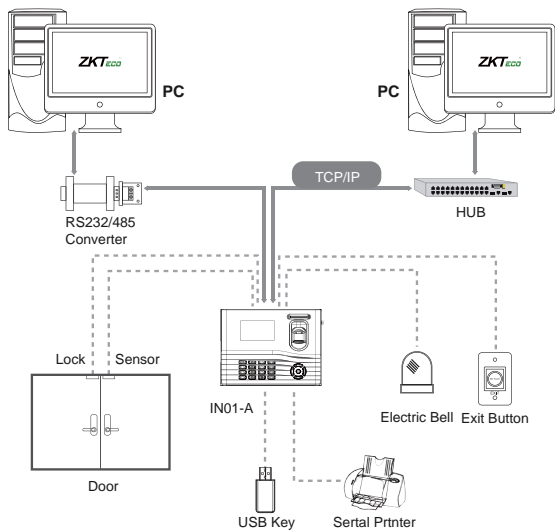 ZKTeco
PC
ZKTeco
PC
TCP/IP
RS232/485
Converter
HUB
Lock
Sensor
IN01-A
Electric Bell
Exit Button
Door
USB Key
Sertal Prtnter